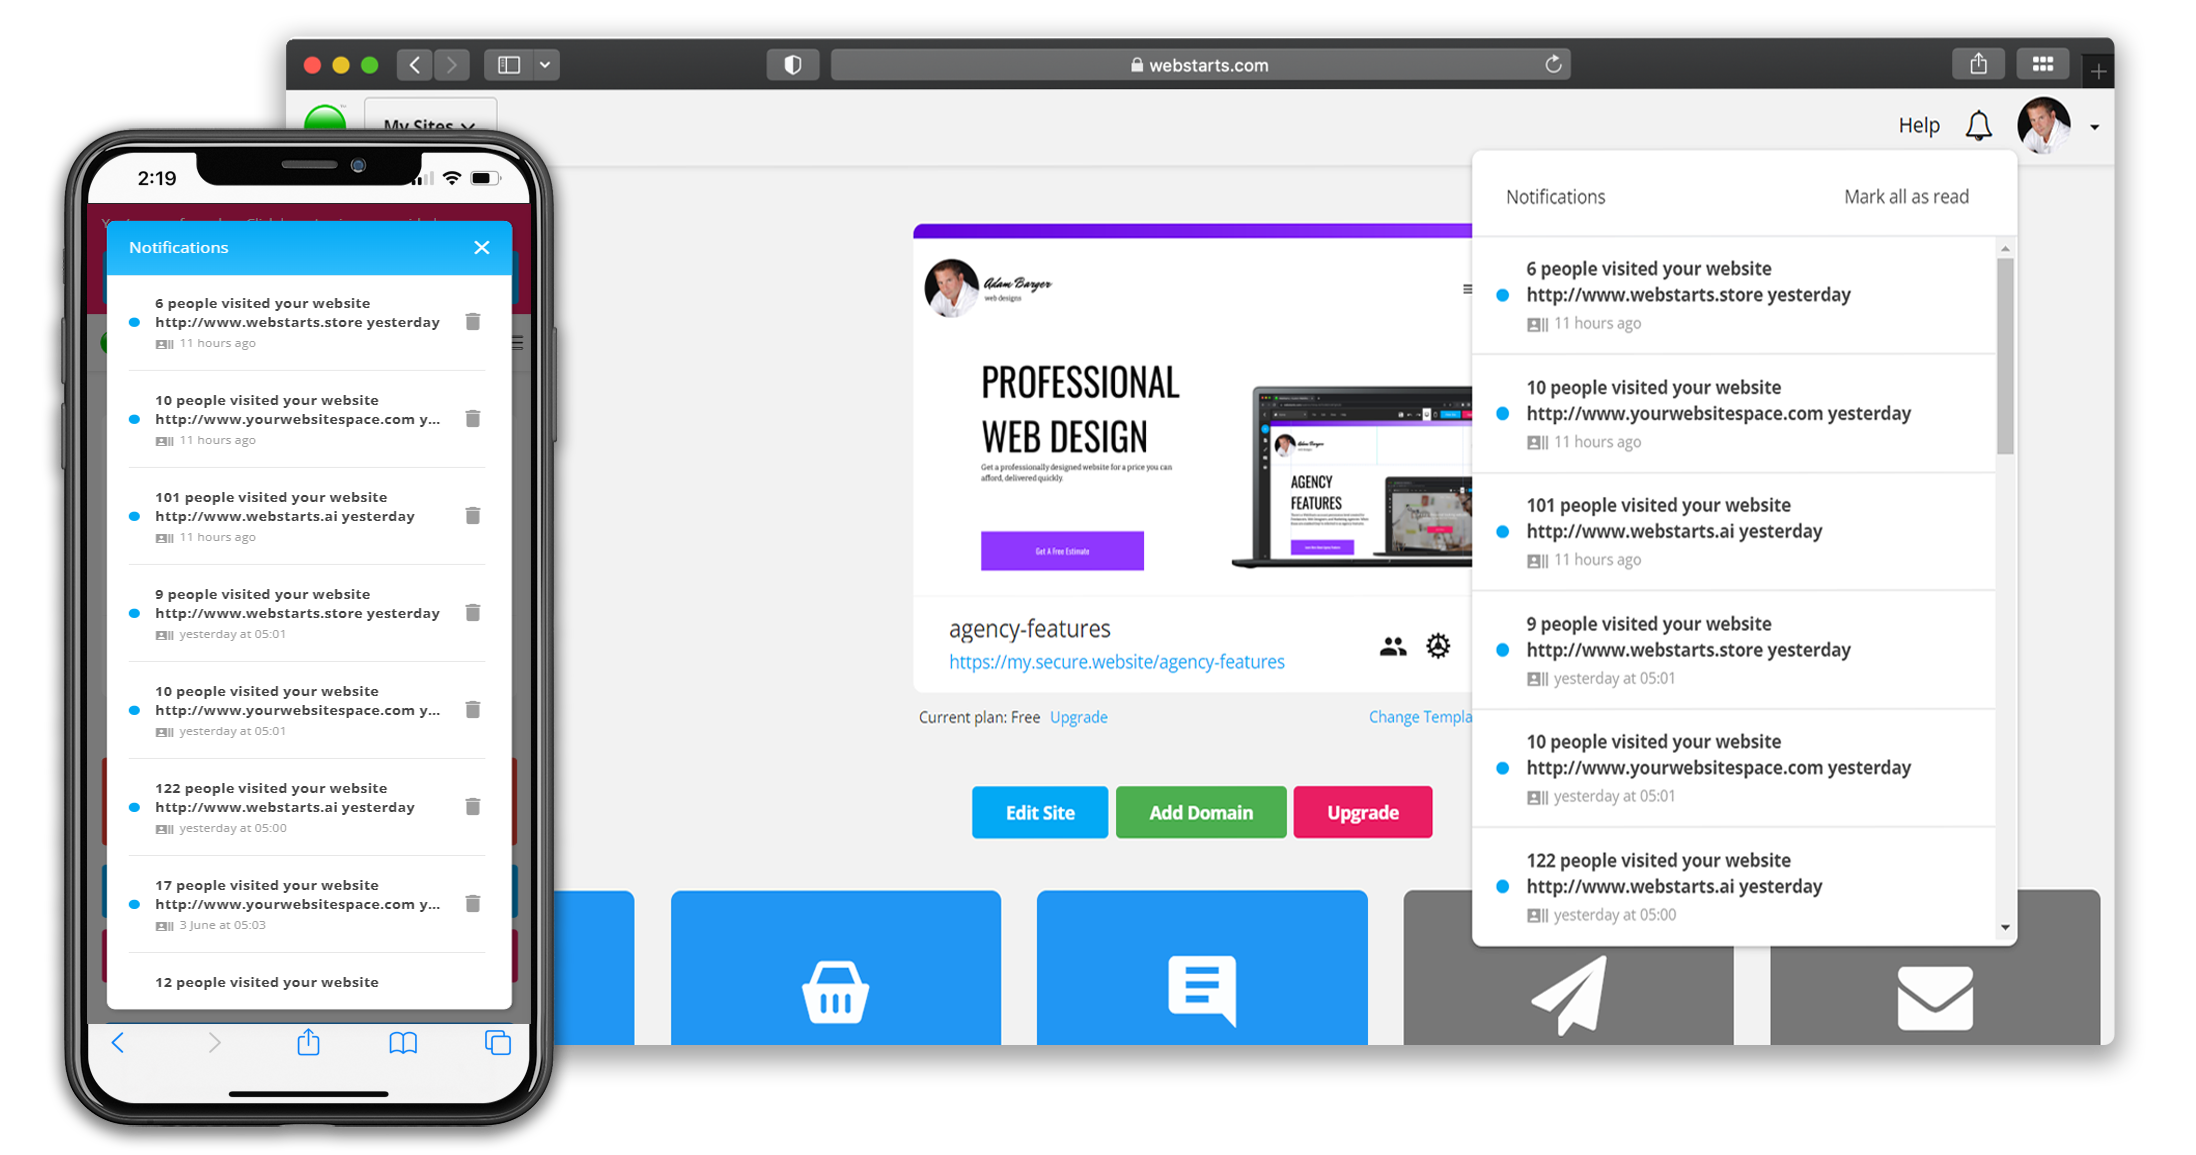 webstarts.com
My Sites
Help
2:19
Notifications
6 people visited your website
http://www.webstarts.store yesterday
11 hours ago
10 people visited your website
http://www.yourwebsitespace.com y...
11 hours ago
101 people visited your website
http://www.webstarts.ai yesterday
11 hours ago
9 people visited your website
http://www.webstarts.store yesterday
yesterday at 05:01
10 people visited your website
http://www.yourwebsitespace.com y...
yesterday at 05:01
122 people visited your website
http://www.webstarts.ai yesterday
yesterday at 05:00
17 people visited your website
http://www.yourwebsitespace.com y...
3 June at 05:03
12 people visited your website
Adam Barger
web designs
PROFESSIONAL
WEB DESIGN
Get a professionally designed website for a price you can
afford, delivered quickly.
Get A Free Estimate
AGENCY
FEATURES
agency-features
https://my.secure.website/agency-features
Current plan: Free Upgrade
Change Templa
Edit Site
Add Domain
Upgrade
Notifications
Mark all as read
6 people visited your website
http://www.webstarts.store yesterday
11 hours ago
10 people visited your website
http://www.yourwebsitespace.com yesterday
11 hours ago
101 people visited your website
http://www.webstarts.ai yesterday
11 hours ago
9 people visited your website
http://www.webstarts.store yesterday
yesterday at 05:01
10 people visited your website
http://www.yourwebsitespace.com yesterday
yesterday at 05:01
122 people visited your website
http://www.webstarts.ai yesterday
yesterday at 05:00